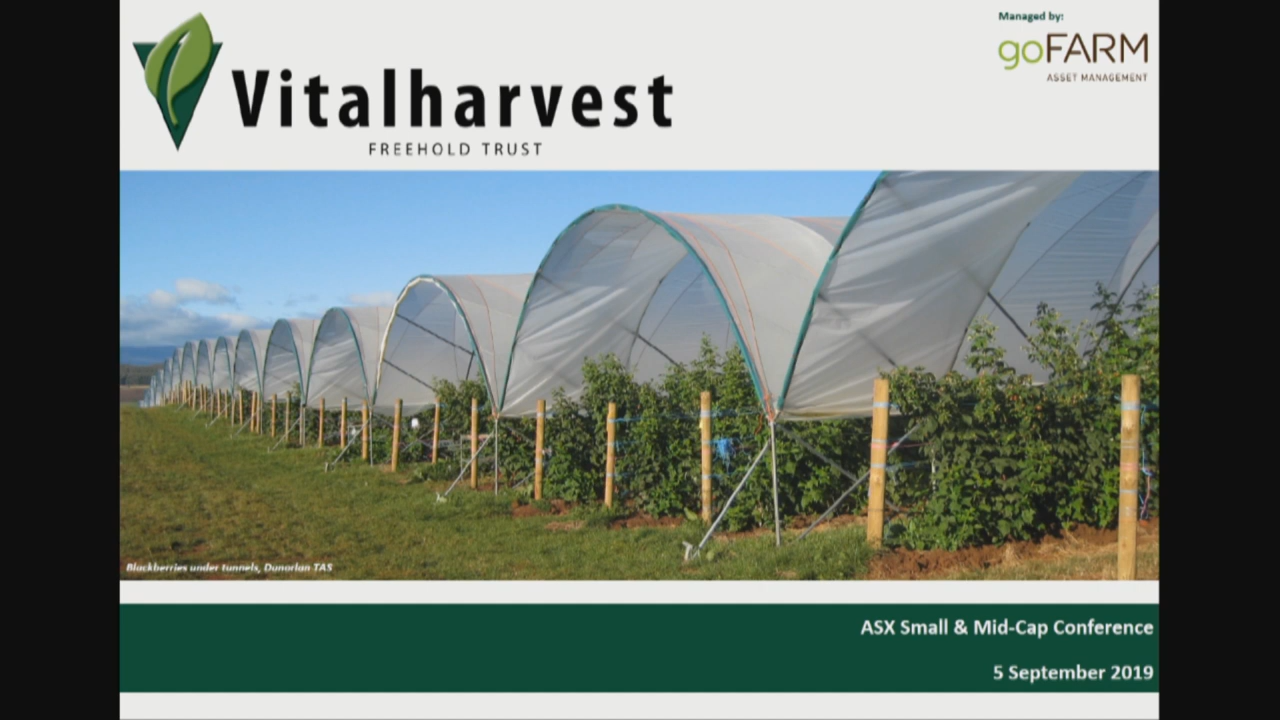 Managed by:
goFARM
ASSET MANAGEMENT
Vitalharvest
FREEHOLD TRUST
Blackberries under tunnels, Dunorlan TAS
ASX Small & Mid-Cap Conference
5 September 2019